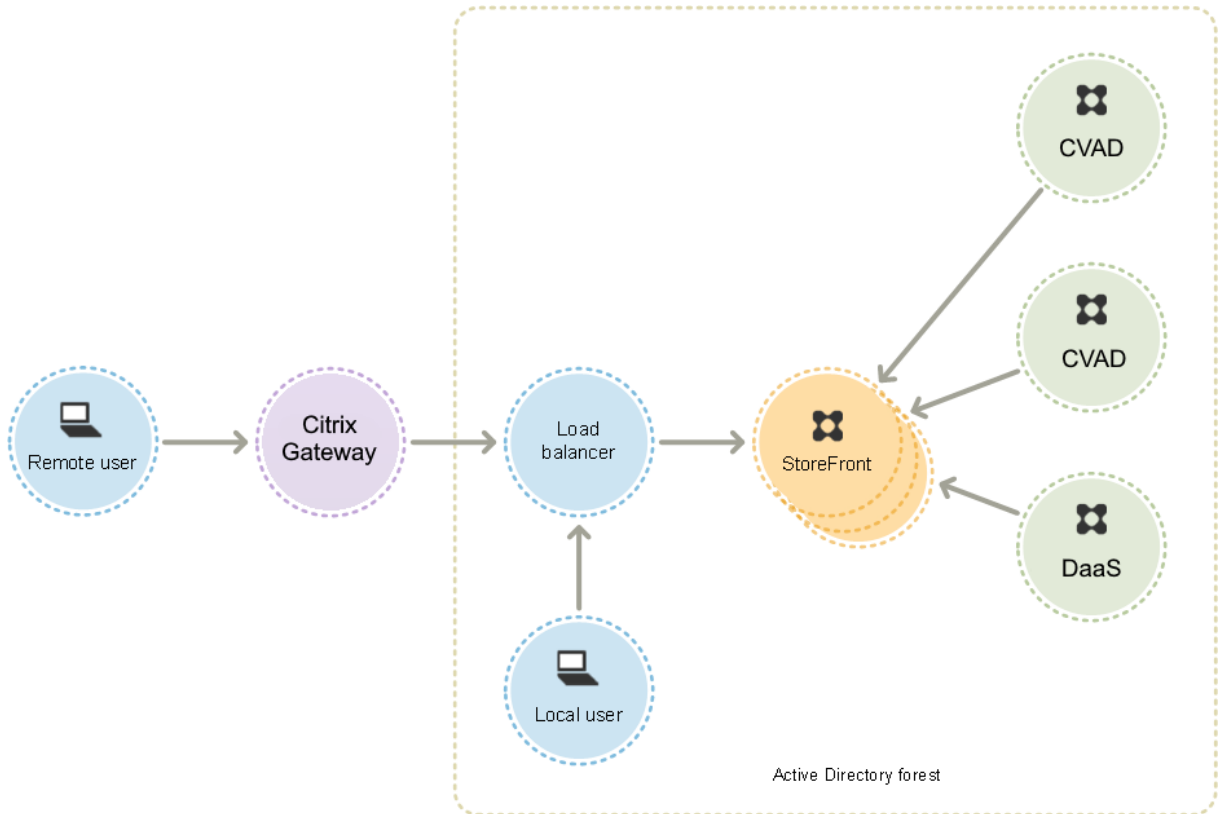 CVAD
CVAD
Remote user
Citrix
Gateway
Load
balancer
StoreFront
DaaS
Local user
Active Directory forest